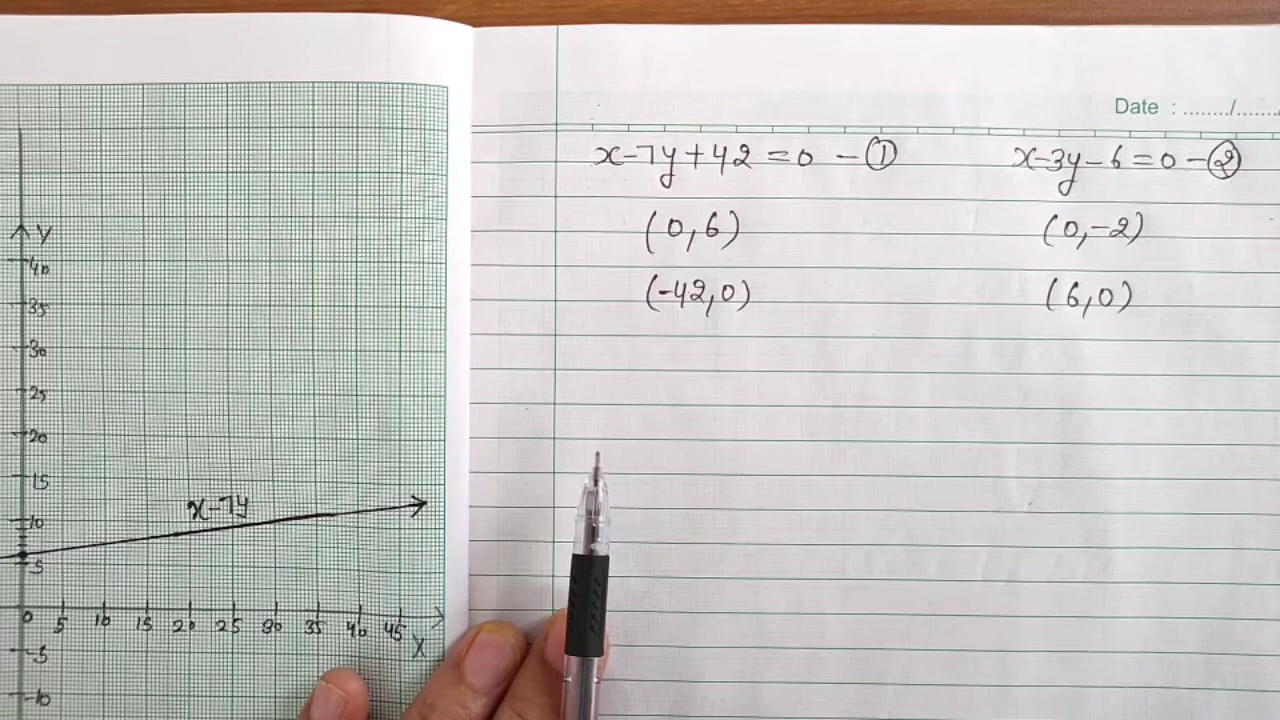 Date : ......../........
x-7y+42=0 - ①
x-3y-6=0 - ②
(0,6)
(0,-2)
(-42,0)
(6,0)
Y
40
35
30
25
20
15
10
5
x-7y
0 5 10 15 20 25 30 35 40 45
X
-5
-10